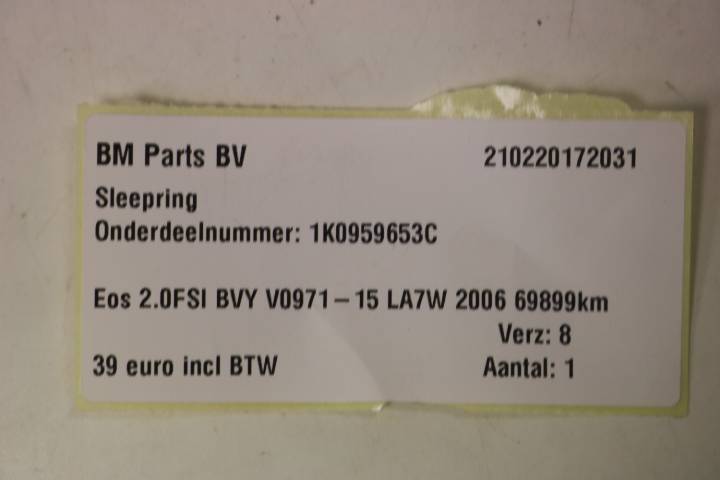 BM Parts BV 210220172031
Sleepring
Onderdeelnummer: 1K0959653C
Eos 2.0FSI BVY V0971-15 LA7W 2006 69899km
Verz: 8
39 euro incl BTW Aantal: 1